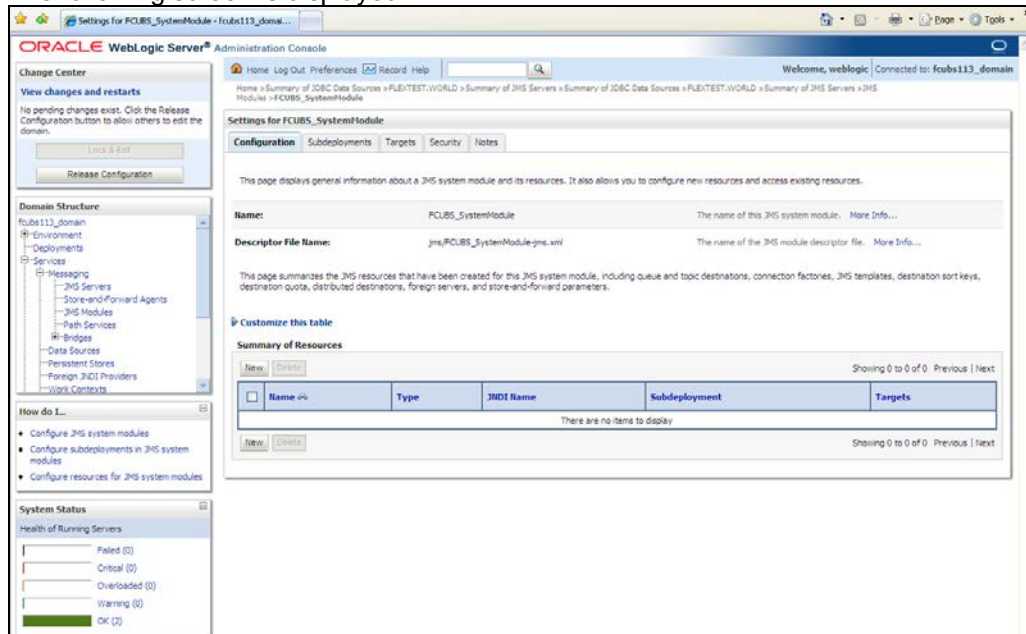 Settings for FCUBS_SystemModule - fcubs113_domai...
Page Tools
ORACLE WebLogic Server® Administration Console
Change Center
View changes and restarts
No pending changes exist. Click the Release
Configuration button to allow others to edit the
domain.
Lock & Edit
Release Configuration
Domain Structure
fcubs113_domain
Environment
Deployments
Services
Messaging
JMS Servers
Store-and-Forward Agents
JMS Modules
Path Services
Bridges
Data Sources
Persistent Stores
Foreign JNDI Providers
Work Contexts
How do I...
Configure JMS system modules
Configure subdeployments in JMS system
modules
Configure resources for JMS system modules
System Status
Health of Running Servers
Failed (0)
Critical (0)
Overloaded (0)
Warning (0)
OK (2)
Home Log Out Preferences Record Help
Welcome, weblogic Connected to: fcubs113_domain
Home >Summary of JDBC Data Sources >FLEXTEST.WORLD >Summary of JMS Servers >Summary of JDBC Data Sources >FLEXTEST.WORLD >Summary of JMS Servers >JMS
Modules >FCUBS_SystemModule
Settings for FCUBS_SystemModule
Configuration Subdeployments Targets Security Notes
This page displays general information about a JMS system module and its resources. It also allows you to configure new resources and access existing resources.
Name: FCUBS_SystemModule The name of this JMS system module. More Info...
Descriptor File Name: jms/FCUBS_SystemModule-jms.xml The name of the JMS module descriptor file. More Info...
This page summarizes the JMS resources that have been created for this JMS system module, including queue and topic destinations, connection factories, JMS templates, destination sort keys,
destination quota, distributed destinations, foreign servers, and store-and-forward parameters.
Customize this table
Summary of Resources
New Delete Showing 0 to 0 of 0 Previous | Next
Name Type JNDI Name Subdeployment Targets
There are no items to display
New Delete Showing 0 to 0 of 0 Previous | Next